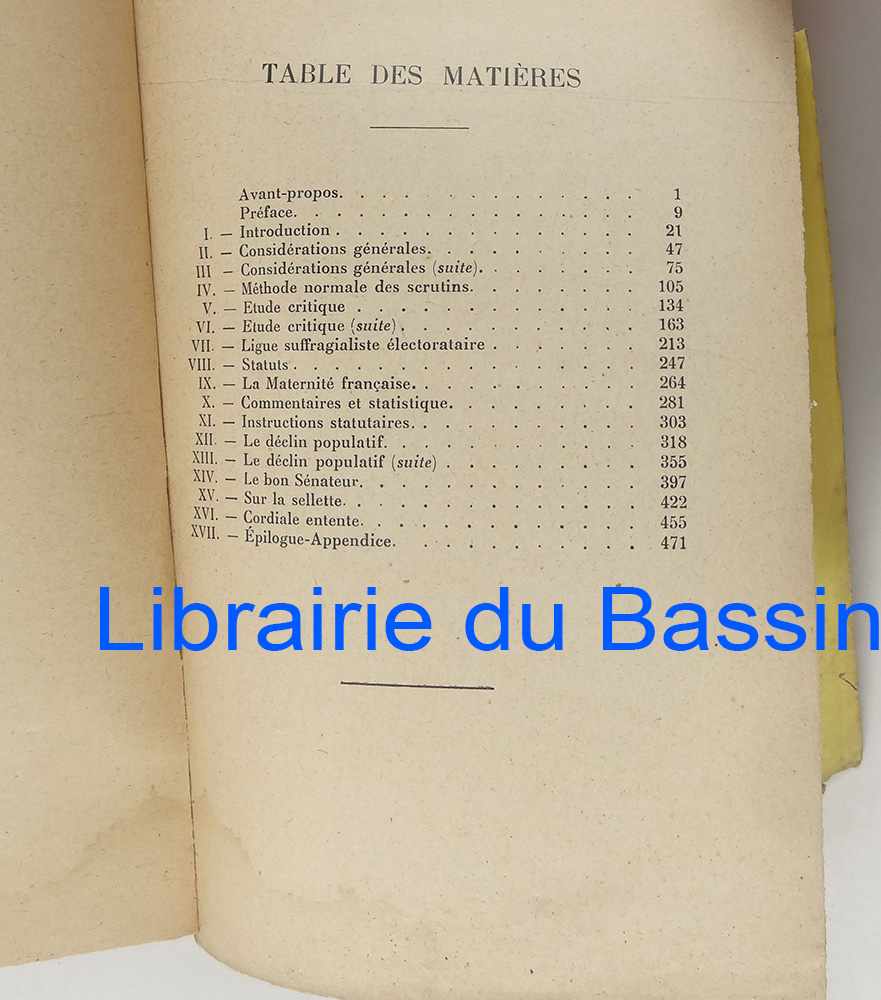 TABLE DES MATIÈRES
Avant-propos. . . . . . . . . . . . . . . 1
Préface. . . . . . . . . . . . . . . . . 9
I. — Introduction . . . . . . . . . . . . . . . 21
II. — Considérations générales. . . . . . . . . . 47
III — Considérations générales (suite). . . . . . . . 75
IV. — Méthode normale des scrutins. . . . . . . . 105
V. — Etude critique . . . . . . . . . . . . . . 134
VI. — Etude critique (suite) . . . . . . . . . . . 163
VII. — Ligue suffragialiste électorataire . . . . . . . 213
VIII. — Statuts . . . . . . . . . . . . . . . . . 247
IX. — La Maternité française. . . . . . . . . . . 264
X. — Commentaires et statistique. . . . . . . . . 281
XI. — Instructions statutaires. . . . . . . . . . . 303
XII. — Le déclin populatif. . . . . . . . . . . . 318
XIII. — Le déclin populatif (suite) . . . . . . . . . 355
XIV. — Le bon Sénateur. . . . . . . . . . . . . 397
XV. — Sur la sellette. . . . . . . . . . . . . . 422
XVI. — Cordiale entente. . . . . . . . . . . . . 455
XVII. — Épilogue-Appendice. . . . . . . . . . . 471
Librairie du Bassin